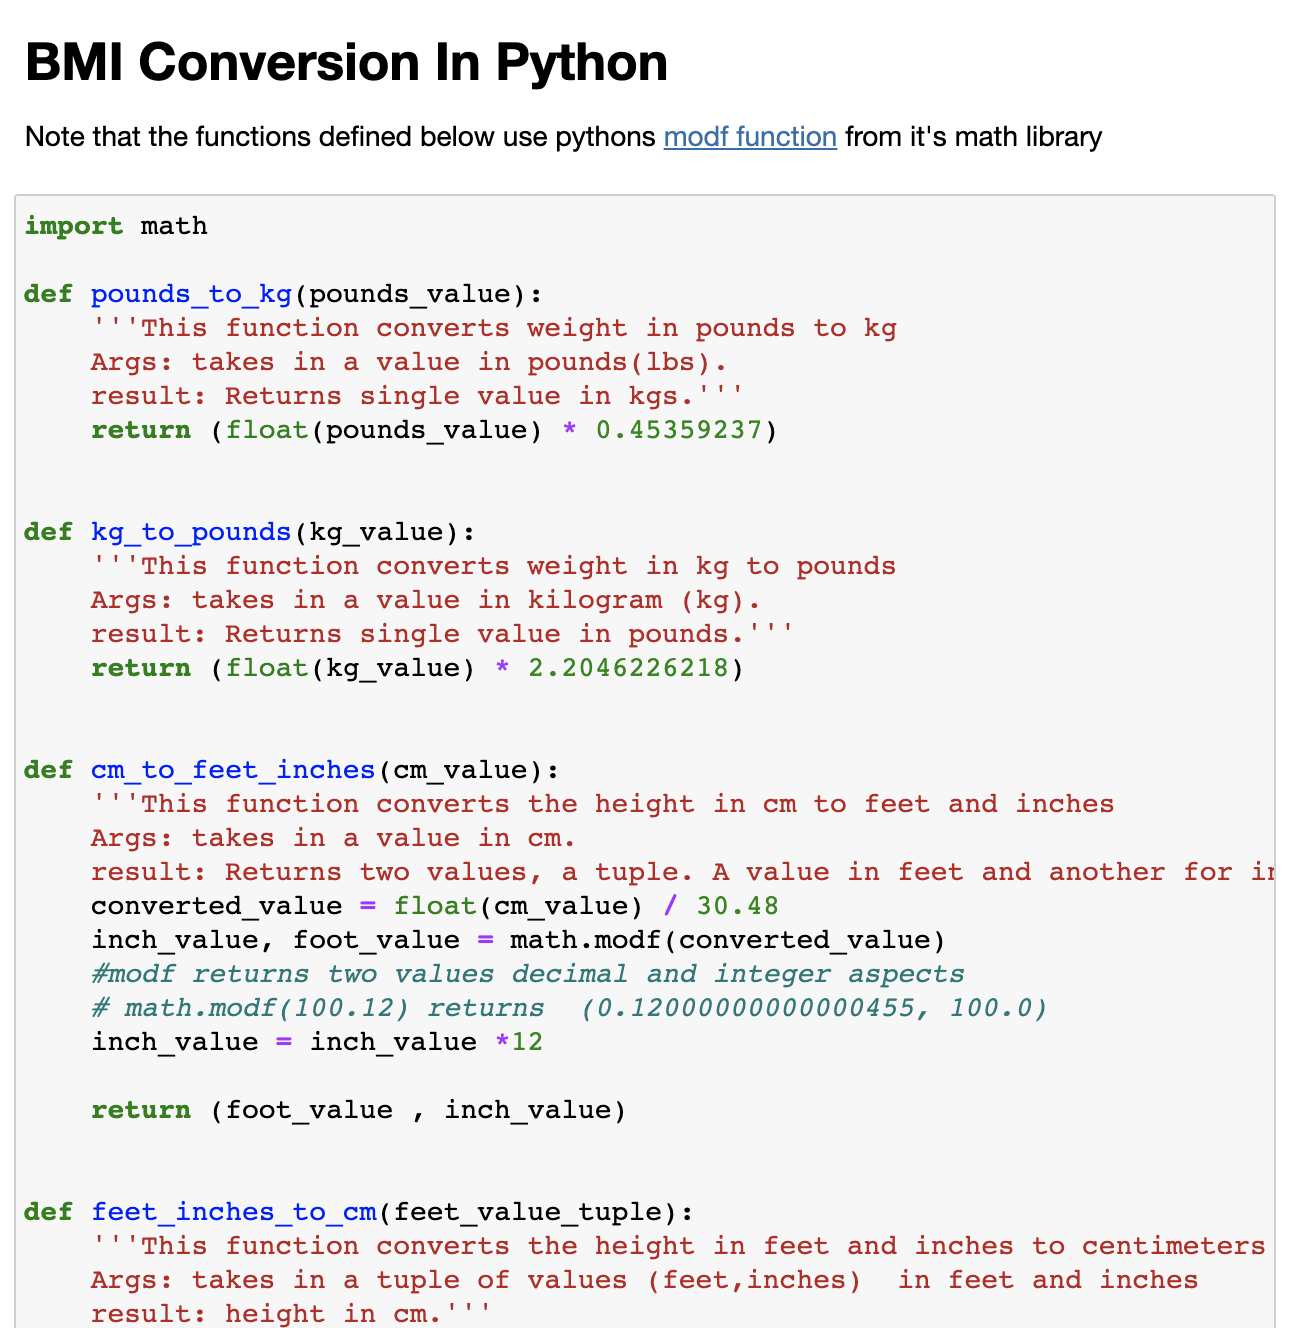 BMI Conversion In Python
Note that the functions defined below use pythons modf function from it's math library
import math
def pounds_to_kg(pounds_value):
'''This function converts weight in pounds to kg
Args: takes in a value in pounds(lbs).
result: Returns single value in kgs.'''
return (float(pounds_value) * 0.45359237)
def kg_to_pounds(kg_value):
'''This function converts weight in kg to pounds
Args: takes in a value in kilogram (kg).
result: Returns single value in pounds.'''
return (float(kg_value) * 2.2046226218)
def cm_to_feet_inches(cm_value):
'''This function converts the height in cm to feet and inches
Args: takes in a value in cm.
result: Returns two values, a tuple. A value in feet and another for
converted_value = float(cm_value) / 30.48
inch_value, foot_value = math.modf(converted_value)
#modf returns two values decimal and integer aspects
# math.modf(100.12) returns  (0.12000000000000455, 100.0)
inch_value = inch_value *12
return (foot_value , inch_value)
def feet_inches_to_cm(feet_value_tuple):
'''This function converts the height in feet and inches to centimeters
Args: takes in a tuple of values (feet,inches)  in feet and inches
result: height in cm.'''